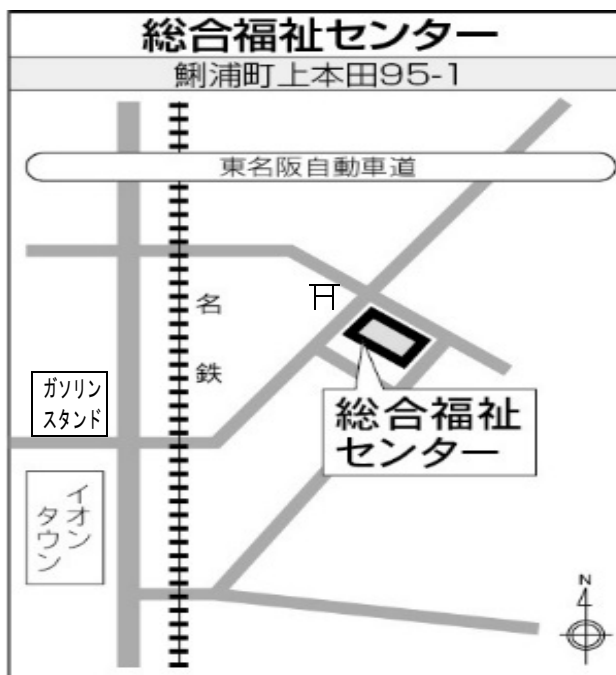 総合福祉センター
鯏浦町上本田95-1
東名阪自動車道
名鉄
ガソリン
スタンド
イオン
タウン
総合福祉
センター
N